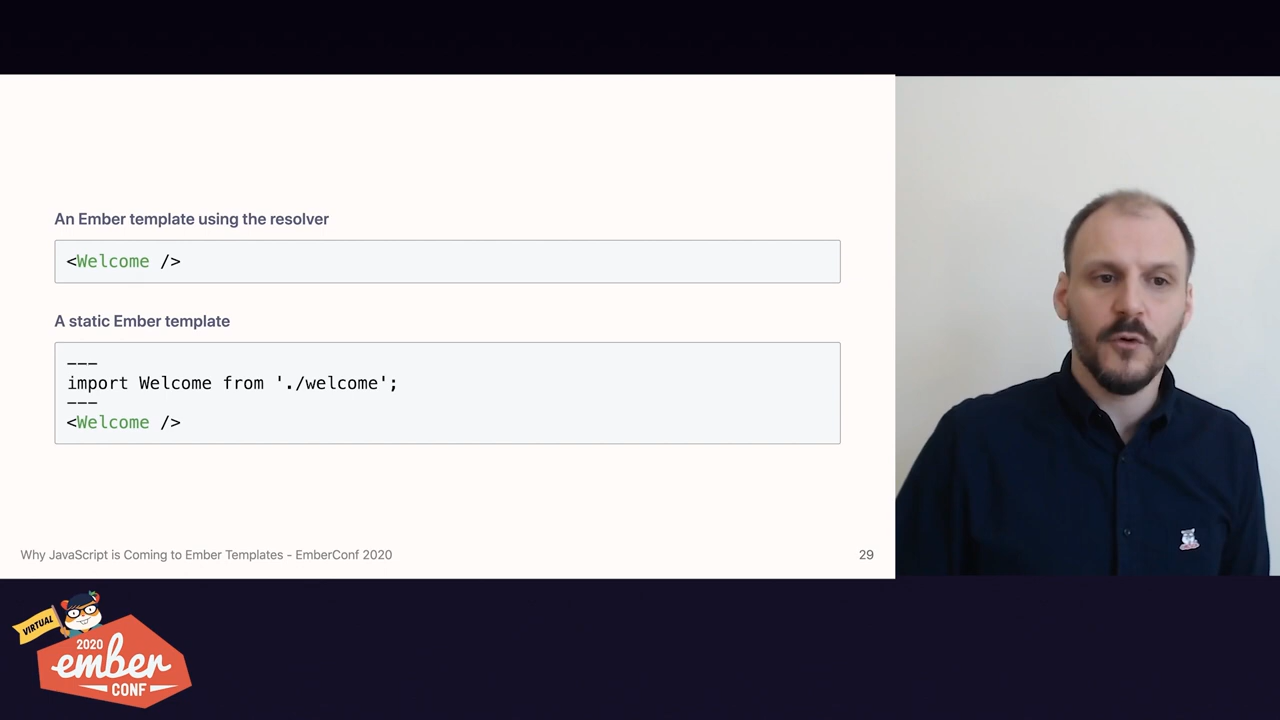 An Ember template using the resolver
<Welcome />
A static Ember template
---
import Welcome from './welcome';
---
<Welcome />
Why JavaScript is Coming to Ember Templates - EmberConf 2020
29
VIRTUAL
2020
ember
CONF